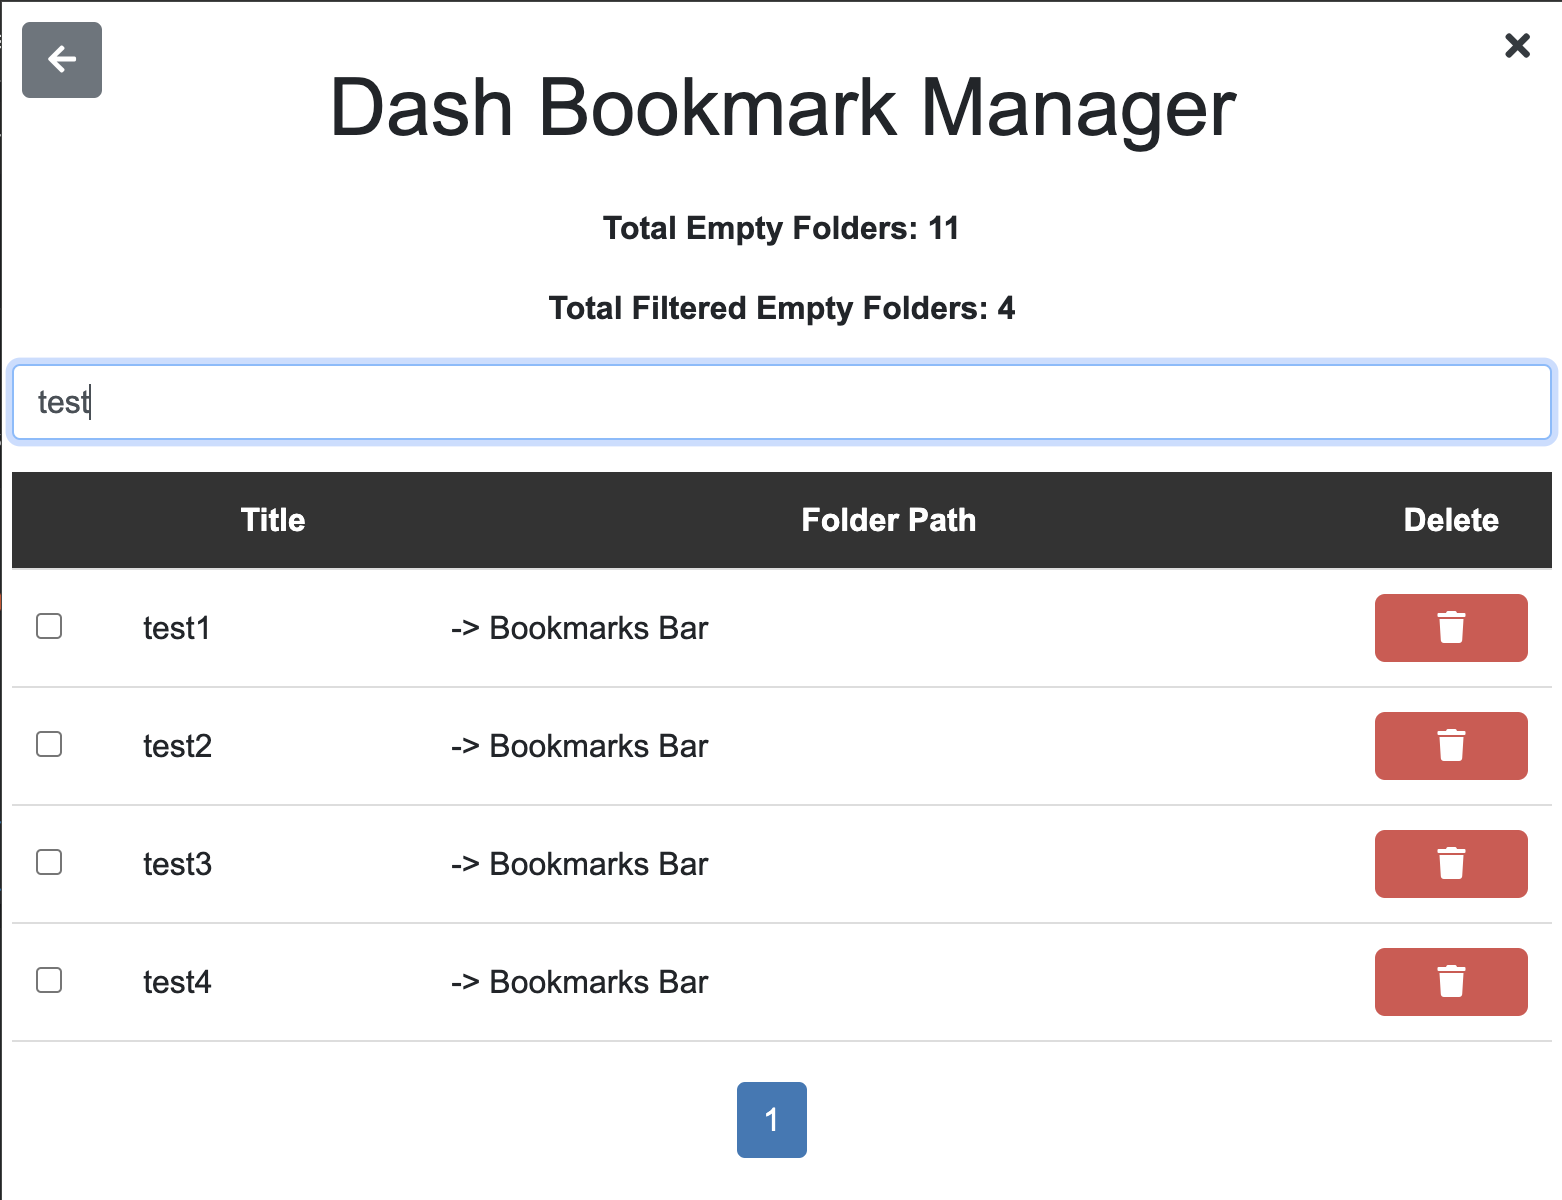 Dash Bookmark Manager
Total Empty Folders: 11
Total Filtered Empty Folders: 4
test
Title Folder Path Delete
test1 -> Bookmarks Bar
test2 -> Bookmarks Bar
test3 -> Bookmarks Bar
test4 -> Bookmarks Bar
1